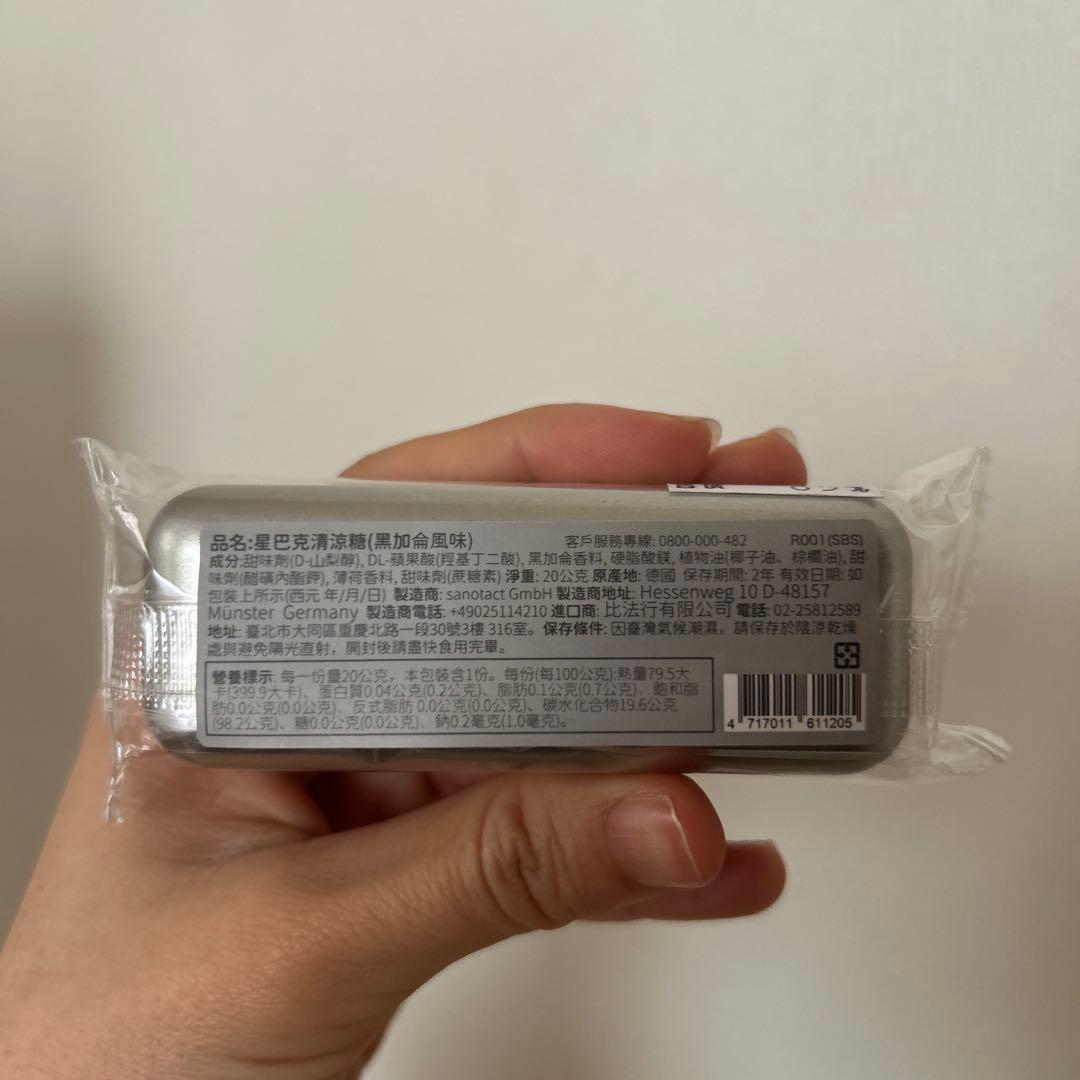 品名:星巴克清涼糖(黑加侖風味) 客戶服務專線: 0800-000-482 R001(SBS)
成分:甜味劑(D-山梨醇), DL-蘋果酸(羥基丁二酸), 黑加侖香料, 硬脂酸鎂, 植物油(椰子油、棕櫚油), 甜
味劑(醋磺內酯鉀), 薄荷香料, 甜味劑(蔗糖素) 淨重: 20公克 原產地: 德國 保存期間: 2年 有效日期: 如
包裝上所示(西元 年/月/日) 製造商: sanotact GmbH 製造商地址: Hessenweg 10 D-48157
Münster Germany 製造商電話: +49025114210 進口商: 比法行有限公司 電話: 02-25812589
地址: 臺北市大同區重慶北路一段30號3樓 316室。保存條件: 因臺灣氣候潮濕，請保存於陰涼乾燥
處與避免陽光直射，開封後請盡快食用完畢。
營養標示: 每一份量20公克，本包裝含1份。每份(每100公克):熱量79.5大
卡(399.9大卡)、蛋白質0.04公克(0.2公克)、脂肪0.1公克(0.7公克)、飽和脂
肪0.0公克(0.0公克)、反式脂肪 0.0公克(0.0公克)、碳水化合物19.6公克
(98.2公克)、糖0.0公克(0.0公克)、鈉0.2毫克(1.0毫克)。
4 717011 611205